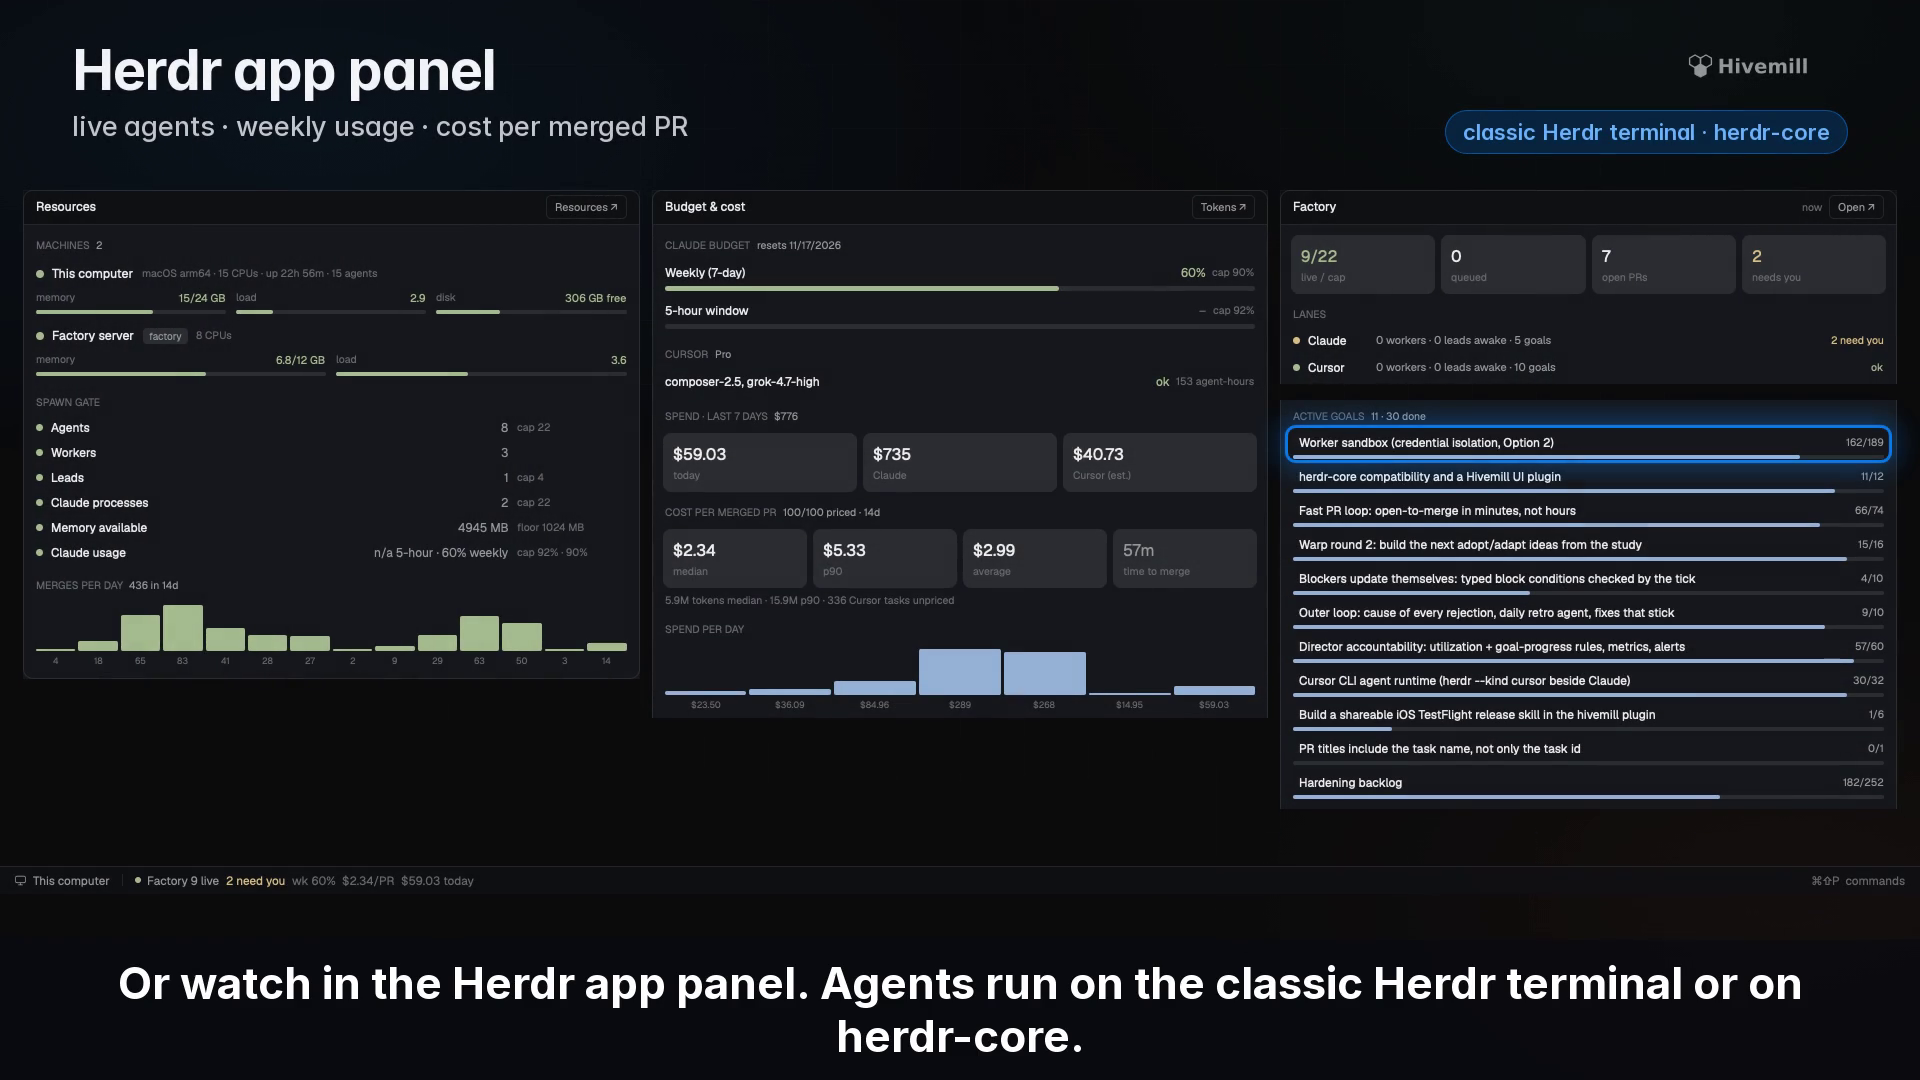 Herdr app panel
live agents · weekly usage · cost per merged PR
Hivemill
classic Herdr terminal · herdr-core
Resources
Resources ↗
MACHINES 2
This computer macOS arm64 · 15 CPUs · up 22h 56m · 15 agents
memory 15/24 GB load 2.9 disk 306 GB free
Factory server factory 8 CPUs
memory 6.8/12 GB load 3.6
SPAWN GATE
Agents 8 cap 22
Workers 3
Leads 1 cap 4
Claude processes 2 cap 22
Memory available 4945 MB floor 1024 MB
Claude usage n/a 5-hour · 60% weekly cap 92% · 90%
MERGES PER DAY 436 in 14d
4 18 65 83 41 28 27 2 9 29 63 50 3 14
Budget & cost
Tokens ↗
CLAUDE BUDGET resets 11/17/2026
Weekly (7-day) 60% cap 90%
5-hour window – cap 92%
CURSOR Pro
composer-2.5, grok-4.7-high ok 153 agent-hours
SPEND · LAST 7 DAYS $776
$59.03 $735 $40.73
today Claude Cursor (est.)
COST PER MERGED PR 100/100 priced · 14d
$2.34 $5.33 $2.99 57m
median p90 average time to merge
5.9M tokens median · 15.9M p90 · 336 Cursor tasks unpriced
SPEND PER DAY
$23.50 $36.09 $84.96 $289 $268 $14.95 $59.03
Factory
now Open ↗
9/22 0 7 2
live / cap queued open PRs needs you
LANES
Claude 0 workers · 0 leads awake · 5 goals 2 need you
Cursor 0 workers · 0 leads awake · 10 goals ok
ACTIVE GOALS 11 · 30 done
Worker sandbox (credential isolation, Option 2) 162/189
herdr-core compatibility and a Hivemill UI plugin 11/12
Fast PR loop: open-to-merge in minutes, not hours 66/74
Warp round 2: build the next adopt/adapt ideas from the study 15/16
Blockers update themselves: typed block conditions checked by the tick 4/10
Outer loop: cause of every rejection, daily retro agent, fixes that stick 9/10
Director accountability: utilization + goal-progress rules, metrics, alerts 57/60
Cursor CLI agent runtime (herdr --kind cursor beside Claude) 30/32
Build a shareable iOS TestFlight release skill in the hivemill plugin 1/6
PR titles include the task name, not only the task id 0/1
Hardening backlog 182/252
This computer Factory 9 live 2 need you wk 60% $2.34/PR $59.03 today
⌘⇧P commands
Or watch in the Herdr app panel. Agents run on the classic Herdr terminal or on
herdr-core.